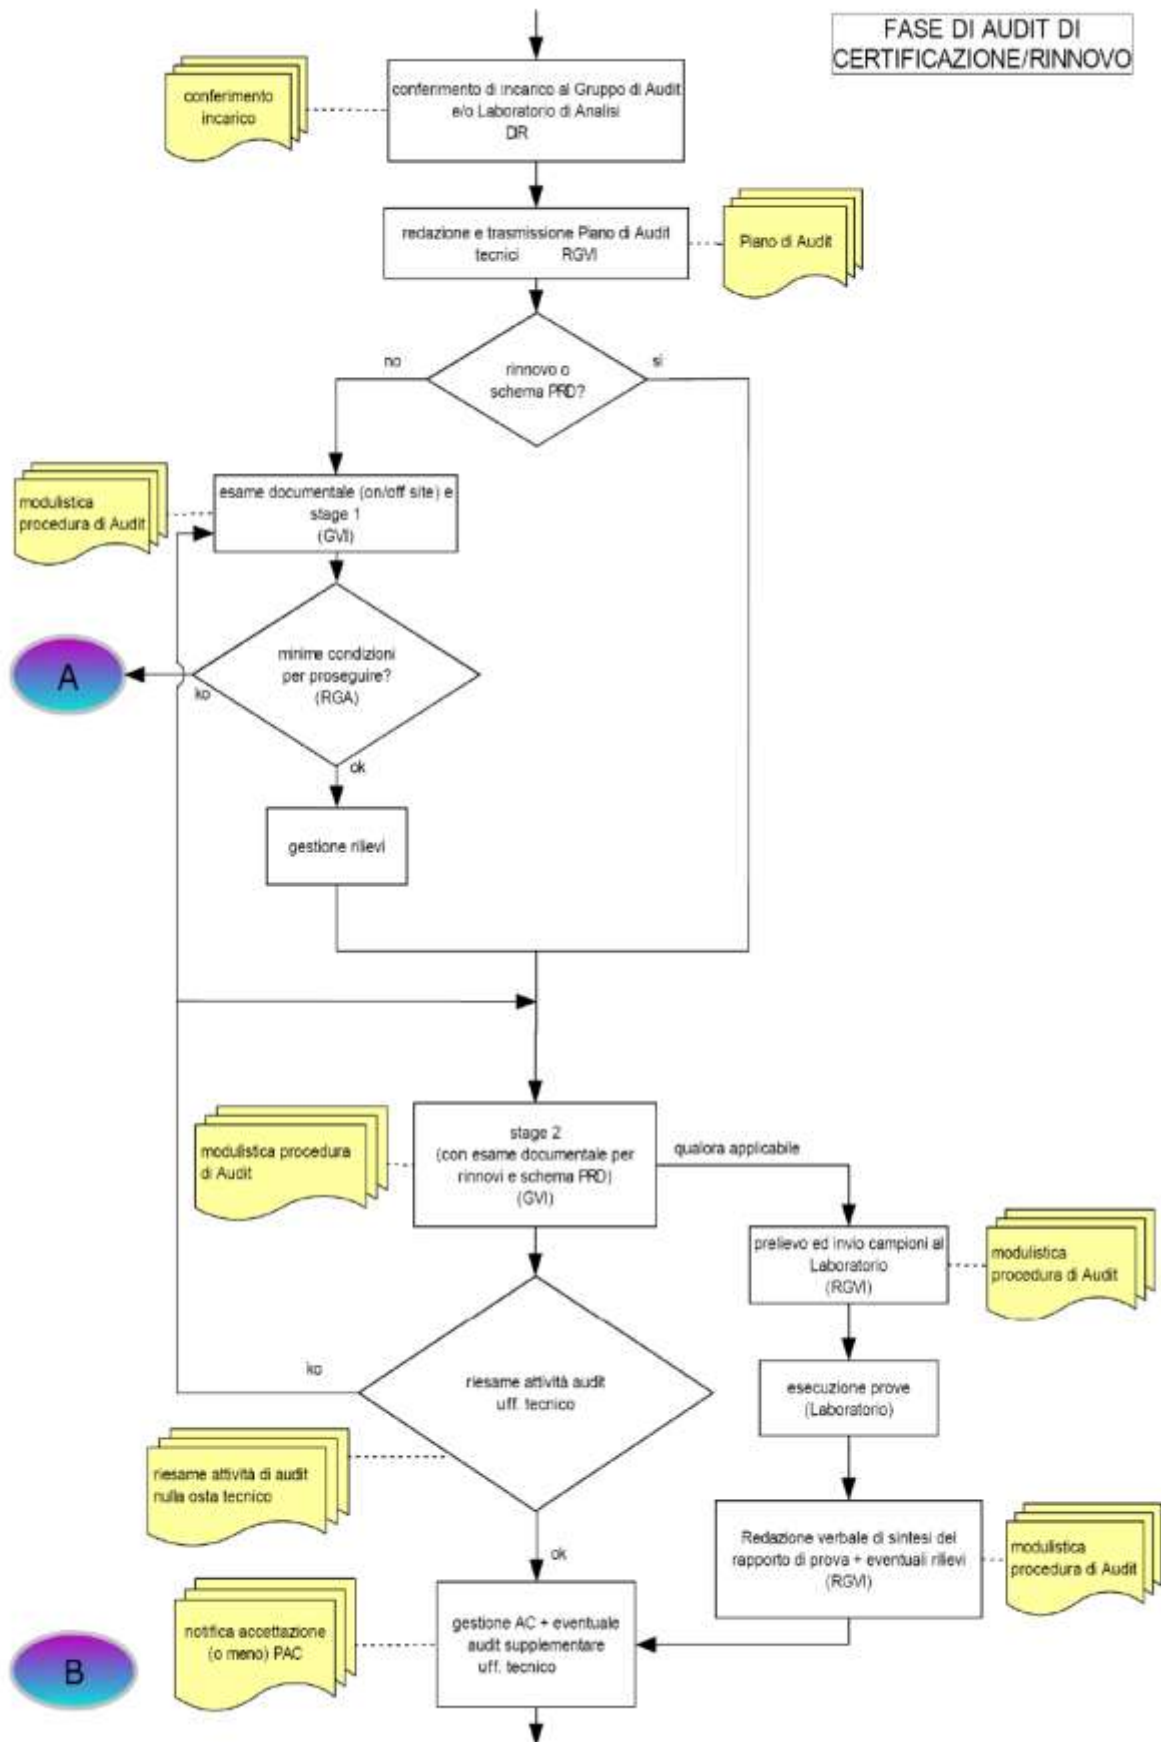 FASE DI AUDIT DI
CERTIFICAZIONE/RINNOVO
conferimento
incarico
conferimento di incarico al Gruppo di Audit
e/o Laboratorio di Analisi
DIR
redazione e trasmissione Piano di Audit
tecnici RGVI
Piano di Audit
no
rinnovo o
schema PRD?
si
modulistica
procedura di Audit
esame documentale (on/off site) e
stage 1
(GVI)
A
ko
minime condizioni
per proseguire?
(RGA)
ok
gestione rilievi
modulistica procedura
di Audit
stage 2
(con esame documentale per
rinnovi e schema PRD)
(GVI)
qualora applicabile
prelievo ed invio campioni al
Laboratorio
(RGVI)
modulistica
procedura di Audit
ko
riesame attività audit
uff. tecnico
esecuzione prove
(Laboratorio)
riesame attività di audit
nulla osta tecnico
ok
Redazione verbale di sintesi del
rapporto di prova + eventuali rilievi
(RGVI)
modulistica
procedura di Audit
B
notifica accettazione
(o meno) PAC
gestione AC + eventuale
audit supplementare
uff. tecnico